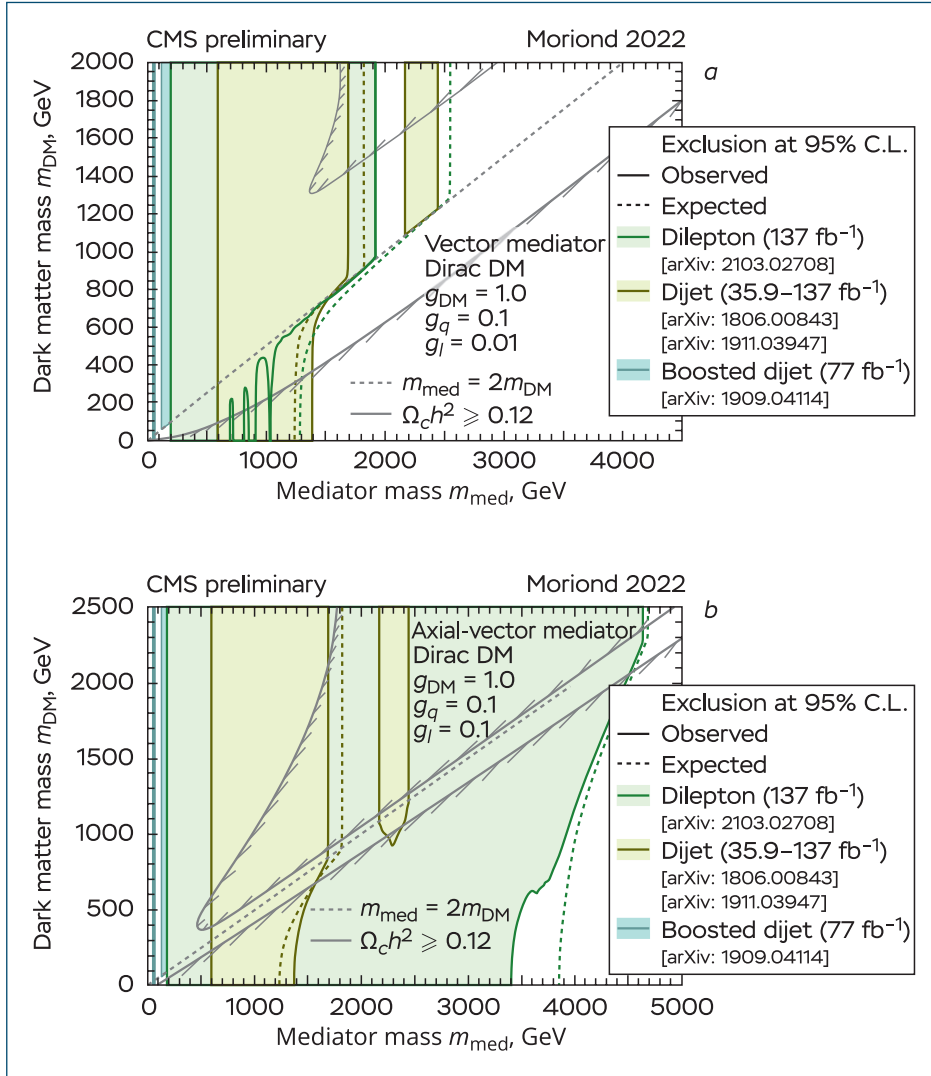 CMS preliminary Moriond 2022
a
2000
1800
1600
1400
1200
1000
800
600
400
200
0
Dark matter mass m_DM, GeV
Vector mediator
Dirac DM
g_DM = 1.0
g_q = 0.1
g_l = 0.01
m_med = 2m_DM
Ω_c h² ⩾ 0.12
0 1000 2000 3000 4000
Mediator mass m_med, GeV
Exclusion at 95% C.L.
Observed
Expected
Dilepton (137 fb⁻¹)
[arXiv: 2103.02708]
Dijet (35.9–137 fb⁻¹)
[arXiv: 1806.00843]
[arXiv: 1911.03947]
Boosted dijet (77 fb⁻¹)
[arXiv: 1909.04114]
CMS preliminary Moriond 2022
b
2500
2000
1500
1000
500
0
Dark matter mass m_DM, GeV
Axial-vector mediator
Dirac DM
g_DM = 1.0
g_q = 0.1
g_l = 0.1
m_med = 2m_DM
Ω_c h² ⩾ 0.12
0 1000 2000 3000 4000 5000
Mediator mass m_med, GeV
Exclusion at 95% C.L.
Observed
Expected
Dilepton (137 fb⁻¹)
[arXiv: 2103.02708]
Dijet (35.9–137 fb⁻¹)
[arXiv: 1806.00843]
[arXiv: 1911.03947]
Boosted dijet (77 fb⁻¹)
[arXiv: 1909.04114]